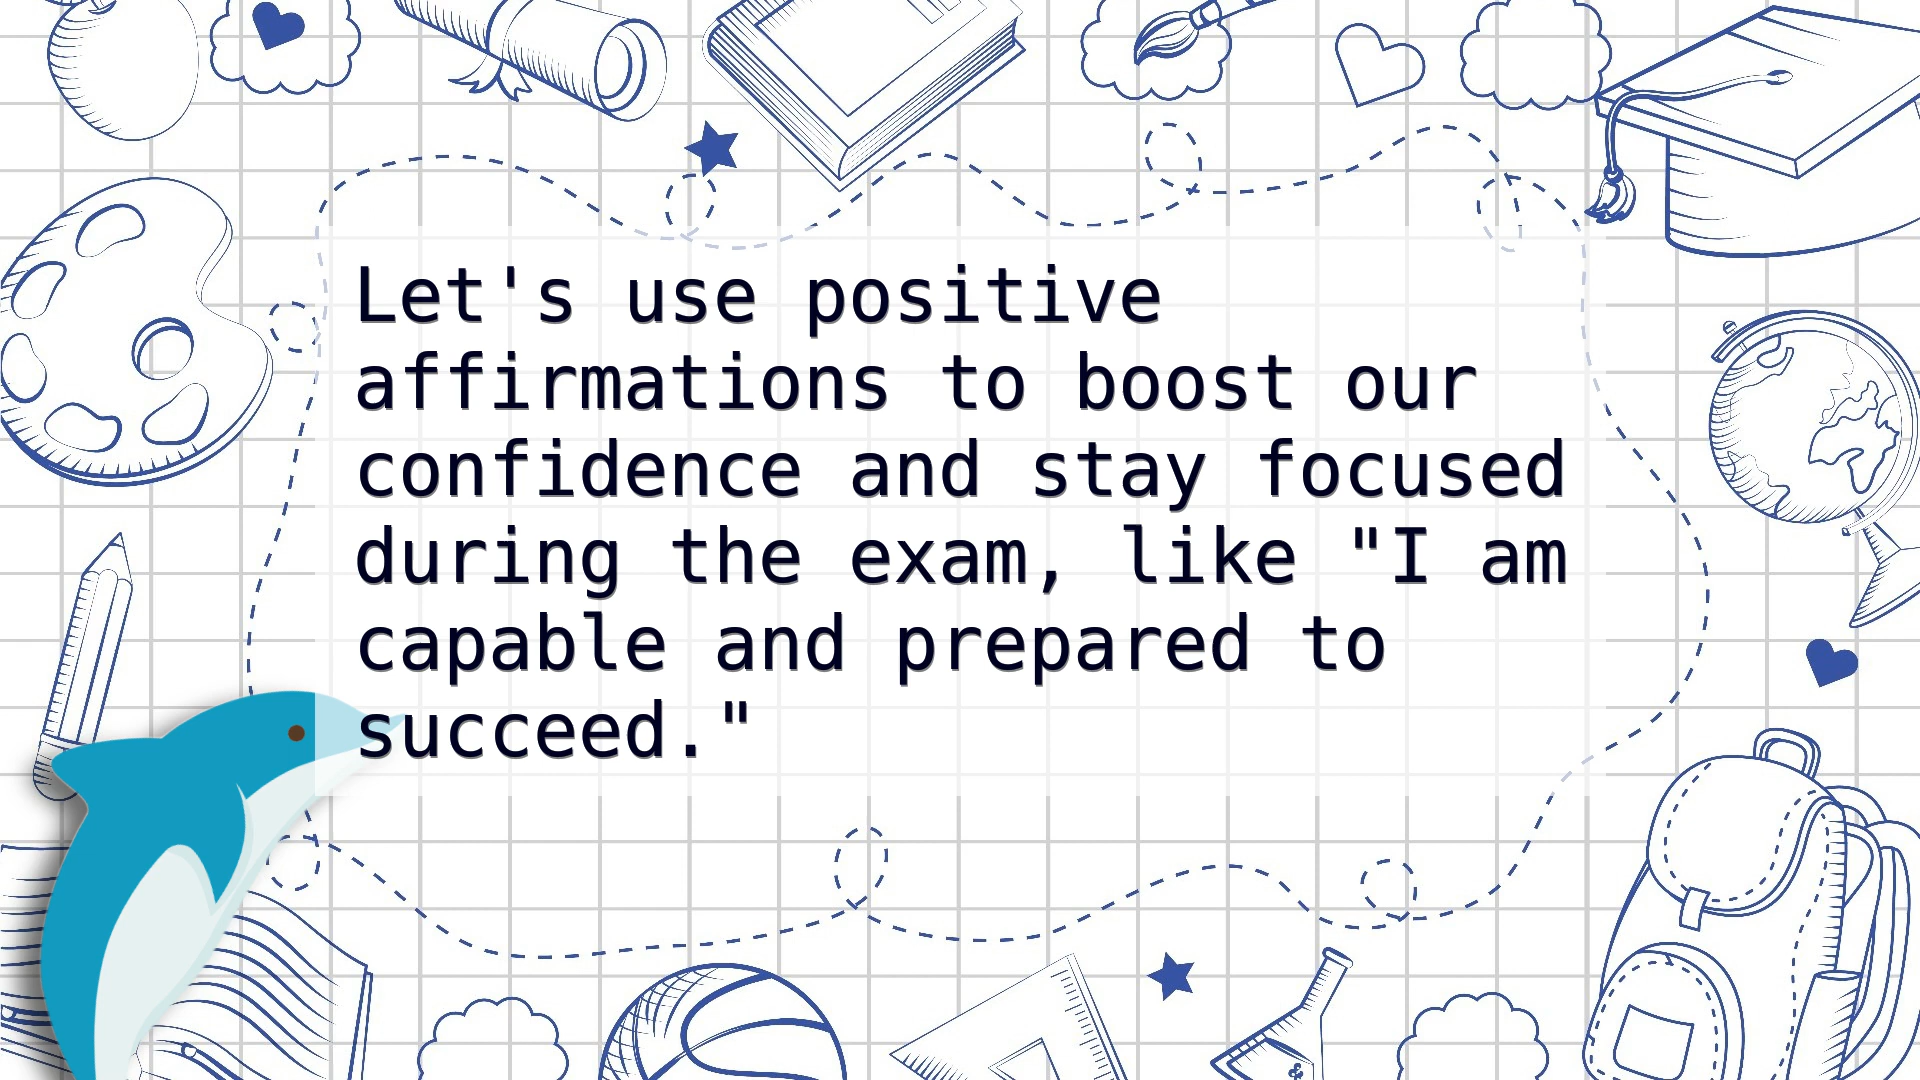 Let's use positive
affirmations to boost our
confidence and stay focused
during the exam, like "I am
capable and prepared to
succeed."